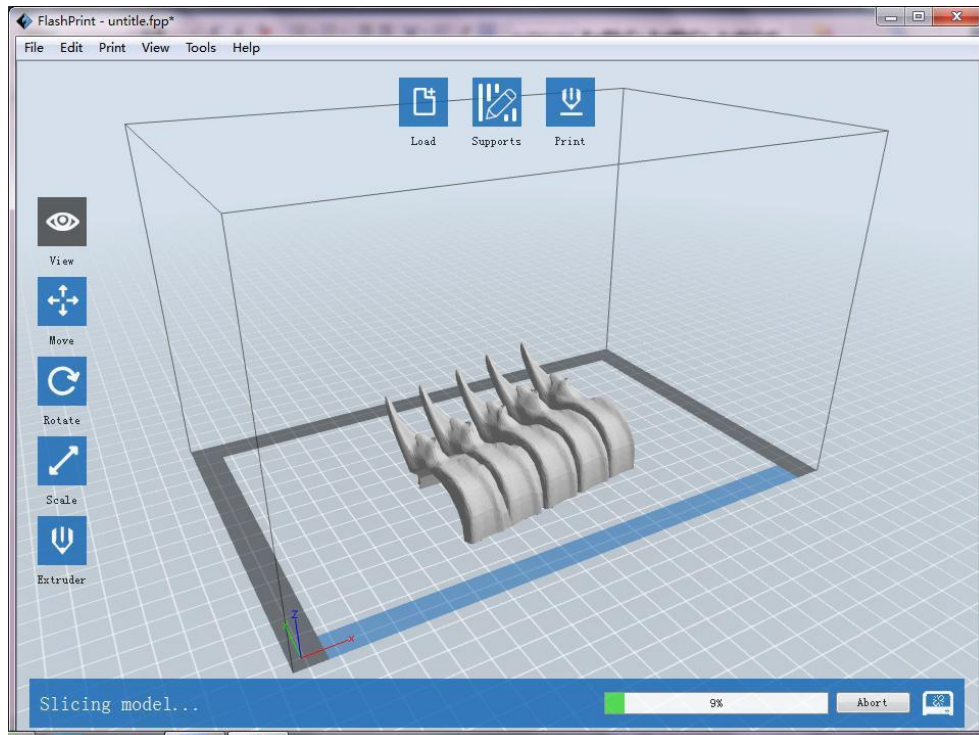 FlashPrint - untitle.fpp*
File Edit Print View Tools Help
Load Supports Print
View
Move
Rotate
Scale
Extruder
Z
x
Slicing model...
9%
Abort